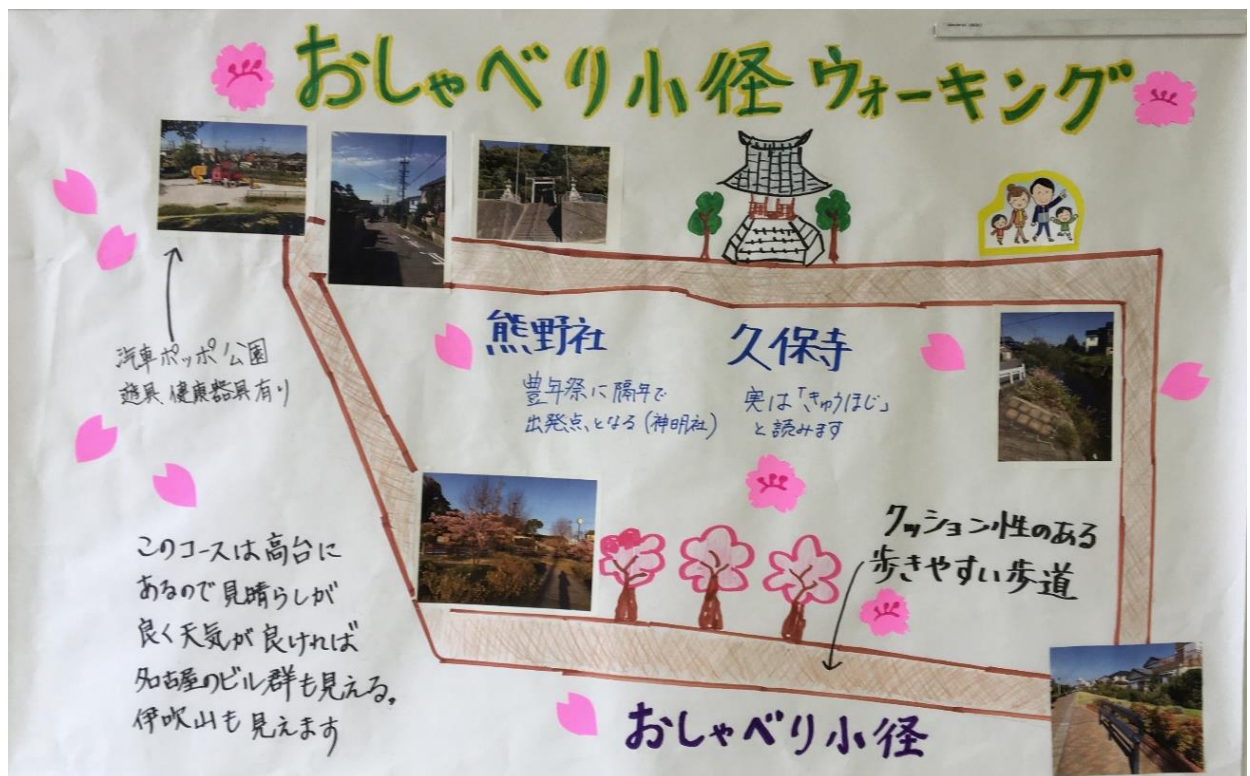 おしゃべり小径 ウォーキング
汽車ポッポ公園
遊具、健康器具有り
熊野社
豊年祭に隔年で
出発点となる(神明社)
久保寺
実は「きゅうほじ」
と読みます
クッション性のある
歩きやすい歩道
このコースは高台に
あるので見晴らしが
良く天気が良ければ
名古屋のビル群も見える。
伊吹山も見えます
おしゃべり小径